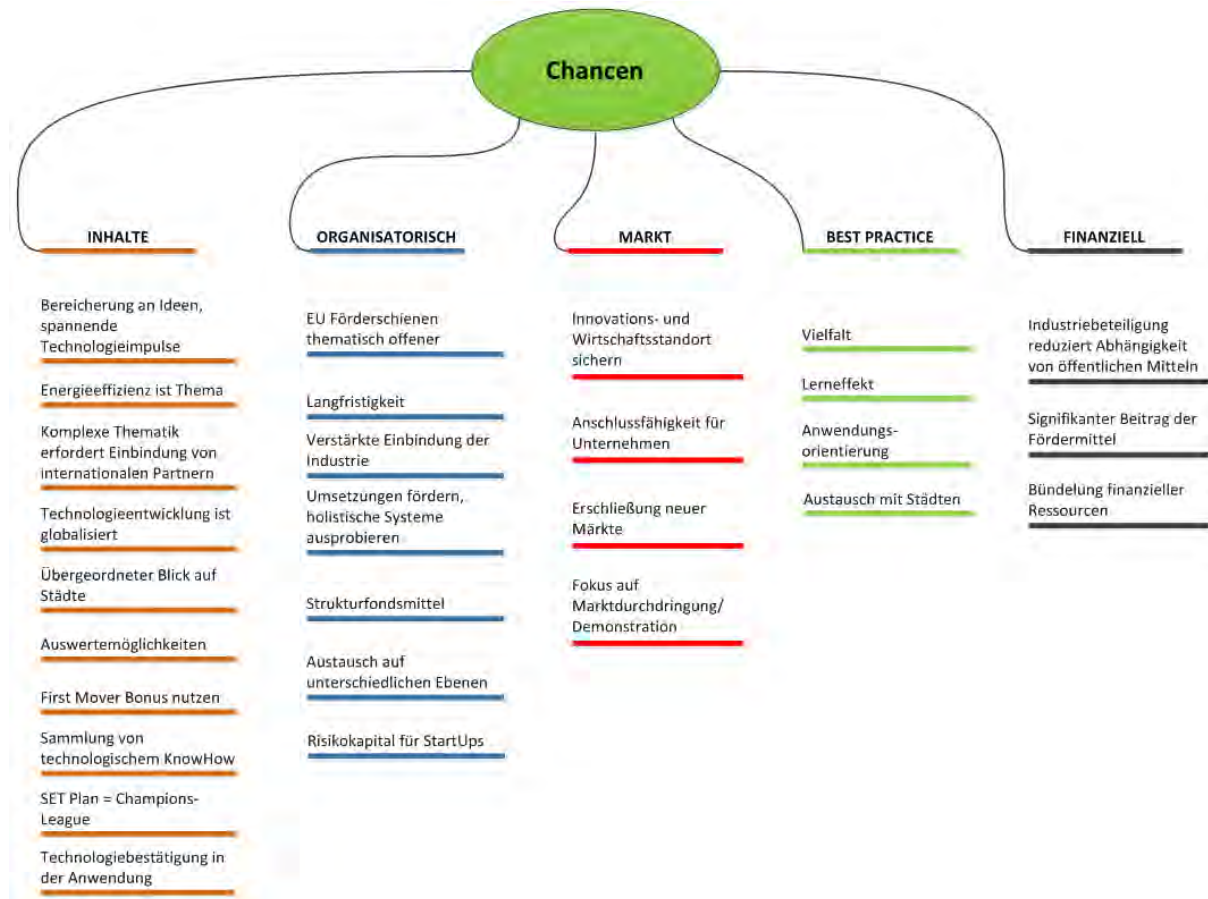 Chancen
INHALTE
Bereicherung an Ideen,
spannende
Technologieimpulse
Energieeffizienz ist Thema
Komplexe Thematik
erfordert Einbindung von
internationalen Partnern
Technologieentwicklung ist
globalisiert
Übergeordneter Blick auf
Städte
Auswertemöglichkeiten
First Mover Bonus nutzen
Sammlung von
technologischem KnowHow
SET Plan = Champions-
League
Technologiebestätigung in
der Anwendung
ORGANISATORISCH
EU Förderschienen
thematisch offener
Langfristigkeit
Verstärkte Einbindung der
Industrie
Umsetzungen fördern,
holistische Systeme
ausprobieren
Strukturfondsmittel
Austausch auf
unterschiedlichen Ebenen
Risikokapital für StartUps
MARKT
Innovations- und
Wirtschaftsstandort
sichern
Anschlussfähigkeit für
Unternehmen
Erschließung neuer
Märkte
Fokus auf
Marktdurchdringung/
Demonstration
BEST PRACTICE
Vielfalt
Lerneffekt
Anwendungs-
orientierung
Austausch mit Städten
FINANZIELL
Industriebeteiligung
reduziert Abhängigkeit
von öffentlichen Mitteln
Signifikanter Beitrag der
Fördermittel
Bündelung finanzieller
Ressourcen